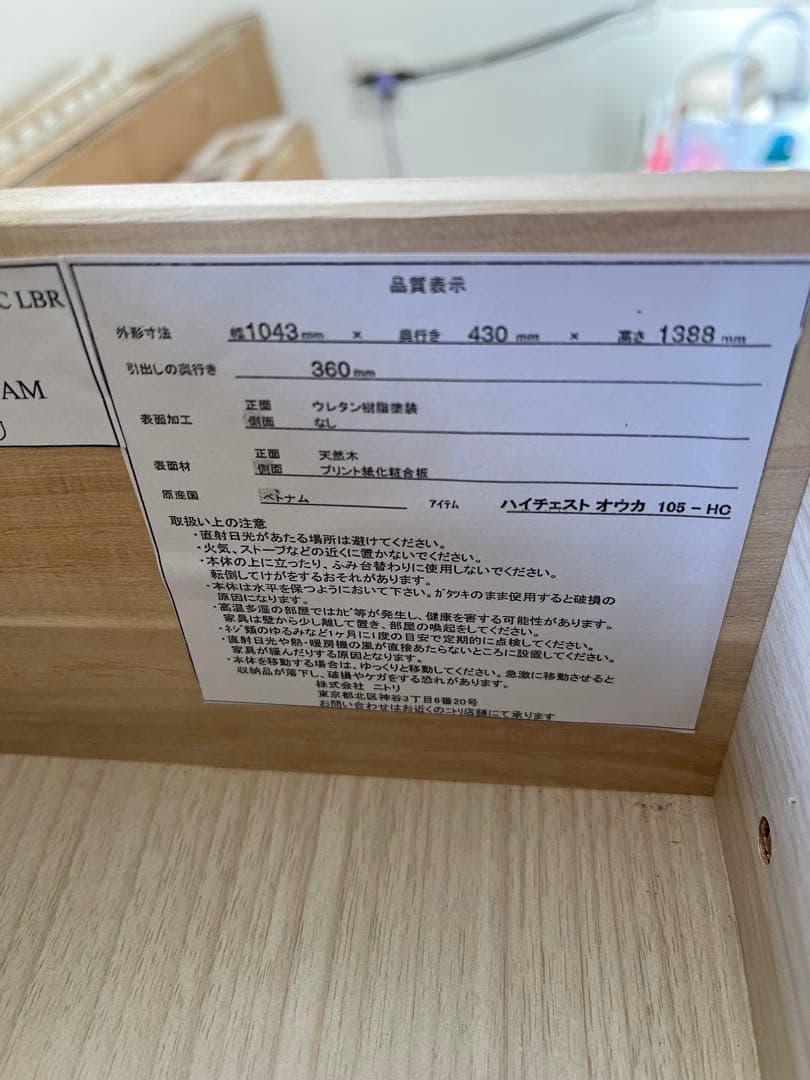 C LBR
AM
品質表示
外形寸法 幅1043mm × 奥行き 430 mm × 高さ 1388 mm
引出しの奥行き 360mm
表面加工 正面 ウレタン樹脂塗装
側面 なし
表面材 正面 天然木
側面 プリント紙化粧合板
原産国 ベトナム アイテム ハイチェスト オウカ 105-HC
取扱い上の注意
・直射日光があたる場所は避けてください。
・火気、ストーブなどの近くに置かないでください。
・本体の上に立ったり、ふみ台替わりに使用しないでください。
転倒してけがをするおそれがあります。
・本体は水平を保つようにおいて下さい。ｶﾞﾀﾂｷのまま使用すると破損の
原因になります。
・高温多湿の部屋ではｶﾋﾞ等が発生し、健康を害する可能性があります。
家具は壁から少し離して置き、部屋の喚起をしてください。
・ﾈｼﾞ類のゆるみなど1ヶ月に1度の目安で定期的に点検してください。
・直射日光や熱・暖房機の風が直接あたらないところに設置してください。
家具が緩んだりする原因となります。
・本体を移動する場合は、ゆっくりと移動してください。急激に移動させると
収納品が落下し、破損やケガをする恐れがあります。
株式会社 ニトリ
東京都北区神谷3丁目6番20号
お問い合わせはお近くのﾆﾄﾘ店舗にて承ります